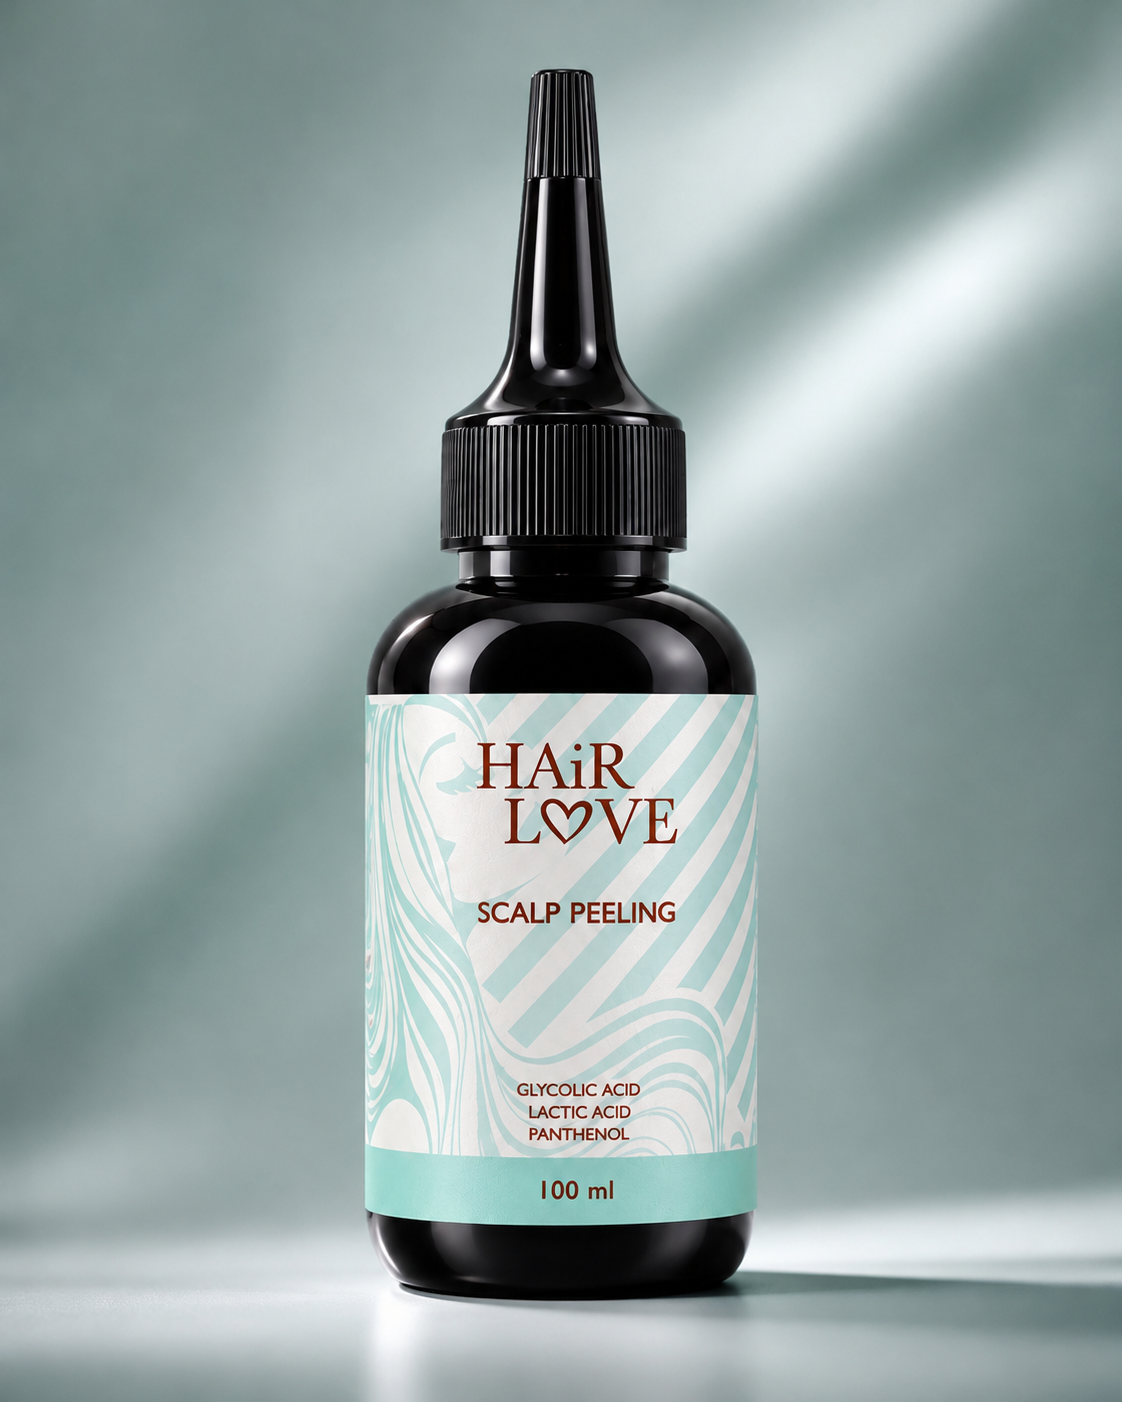 HAiR
LOVE
SCALP PEELING
GLYCOLIC ACID
LACTIC ACID
PANTHENOL
100 ml